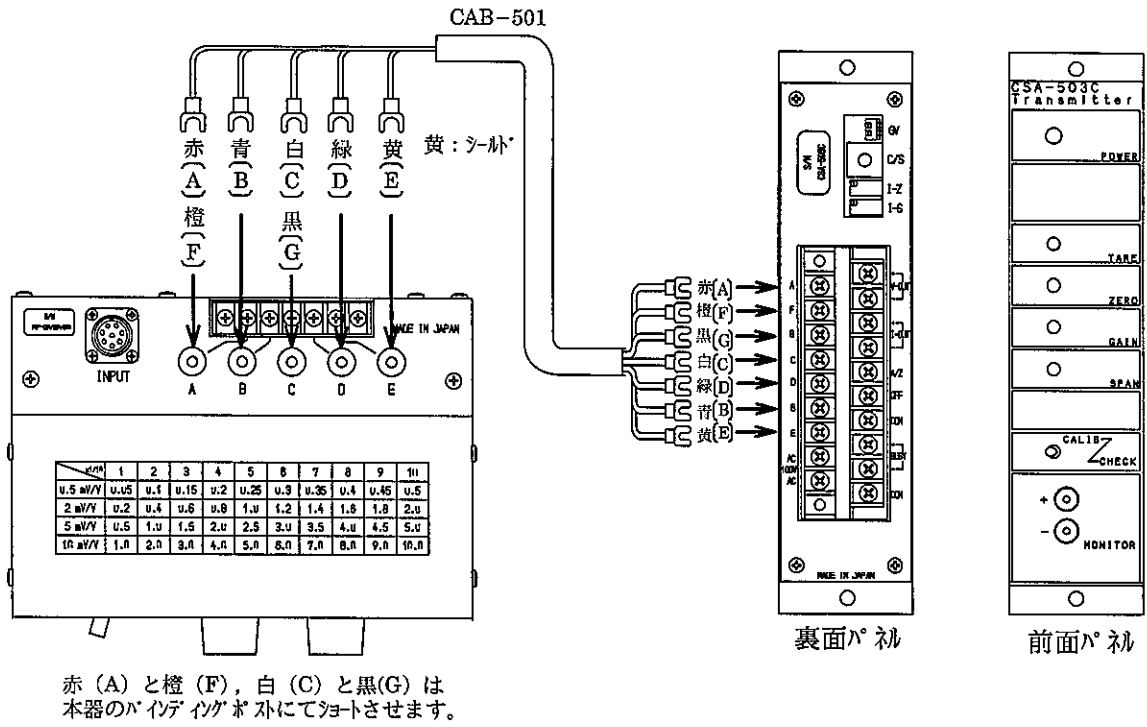 CAB-501
赤[A]
橙[F]
青[B]
白[C]
黒[G]
緑[D]
黄[E]
黄：シールド
MADE IN JAPAN
INPUT
A B C D E
x1/10 1 2 3 4 5 6 7 8 9 10
0.5 mV/V 0.05 0.1 0.15 0.2 0.25 0.3 0.35 0.4 0.45 0.5
2 mV/V 0.2 0.4 0.6 0.8 1.0 1.2 1.4 1.6 1.8 2.0
5 mV/V 0.5 1.0 1.5 2.0 2.5 3.0 3.5 4.0 4.5 5.0
10 mV/V 1.0 2.0 3.0 4.0 5.0 6.0 7.0 8.0 9.0 10.0
赤（A）と橙（F），白（C）と黒(G) は
本器のバインディングポストにてショートさせます。
赤[A]
橙[F]
黒[G]
白[C]
緑[D]
青[B]
黄[E]
S/N
GV
C/S
I-Z
I-G
A
F
C
D
E
AC
100V
AC
A/Z
OFF
COM
BUSY
COM
MADE IN JAPAN
裏面パネル
CSA-503C
Transmitter
POWER
TARE
ZERO
GAIN
SPAN
CALIB
CHECK
+
-
MONITOR
前面パネル